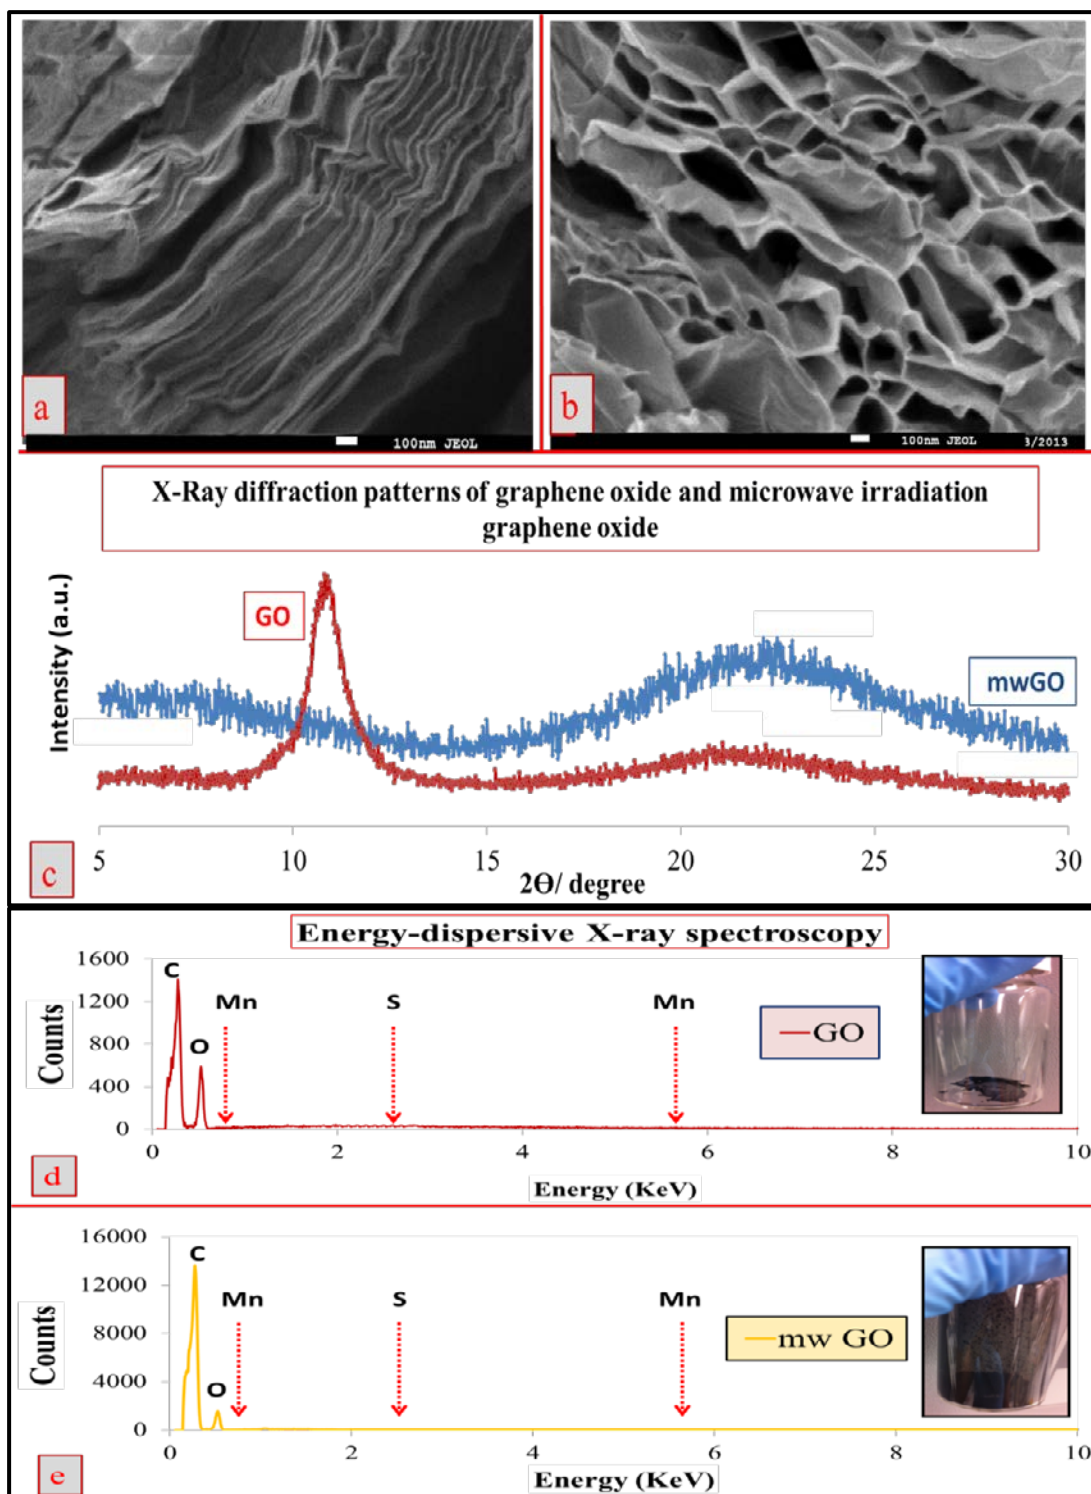 a
100nm JEOL
b
100nm JEOL 3/2013
X-Ray diffraction patterns of graphene oxide and microwave irradiation
graphene oxide
Intensity (a.u.)
GO
mwGO
5 10 15 20 25 30
2Θ/ degree
c
Energy-dispersive X-ray spectroscopy
Counts
1600
1200
800
400
0
C
O
Mn
S
Mn
GO
0 2 4 6 8 10
Energy (KeV)
d
Counts
16000
12000
8000
4000
0
C
O
Mn
S
Mn
mw GO
0 2 4 6 8 10
Energy (KeV)
e